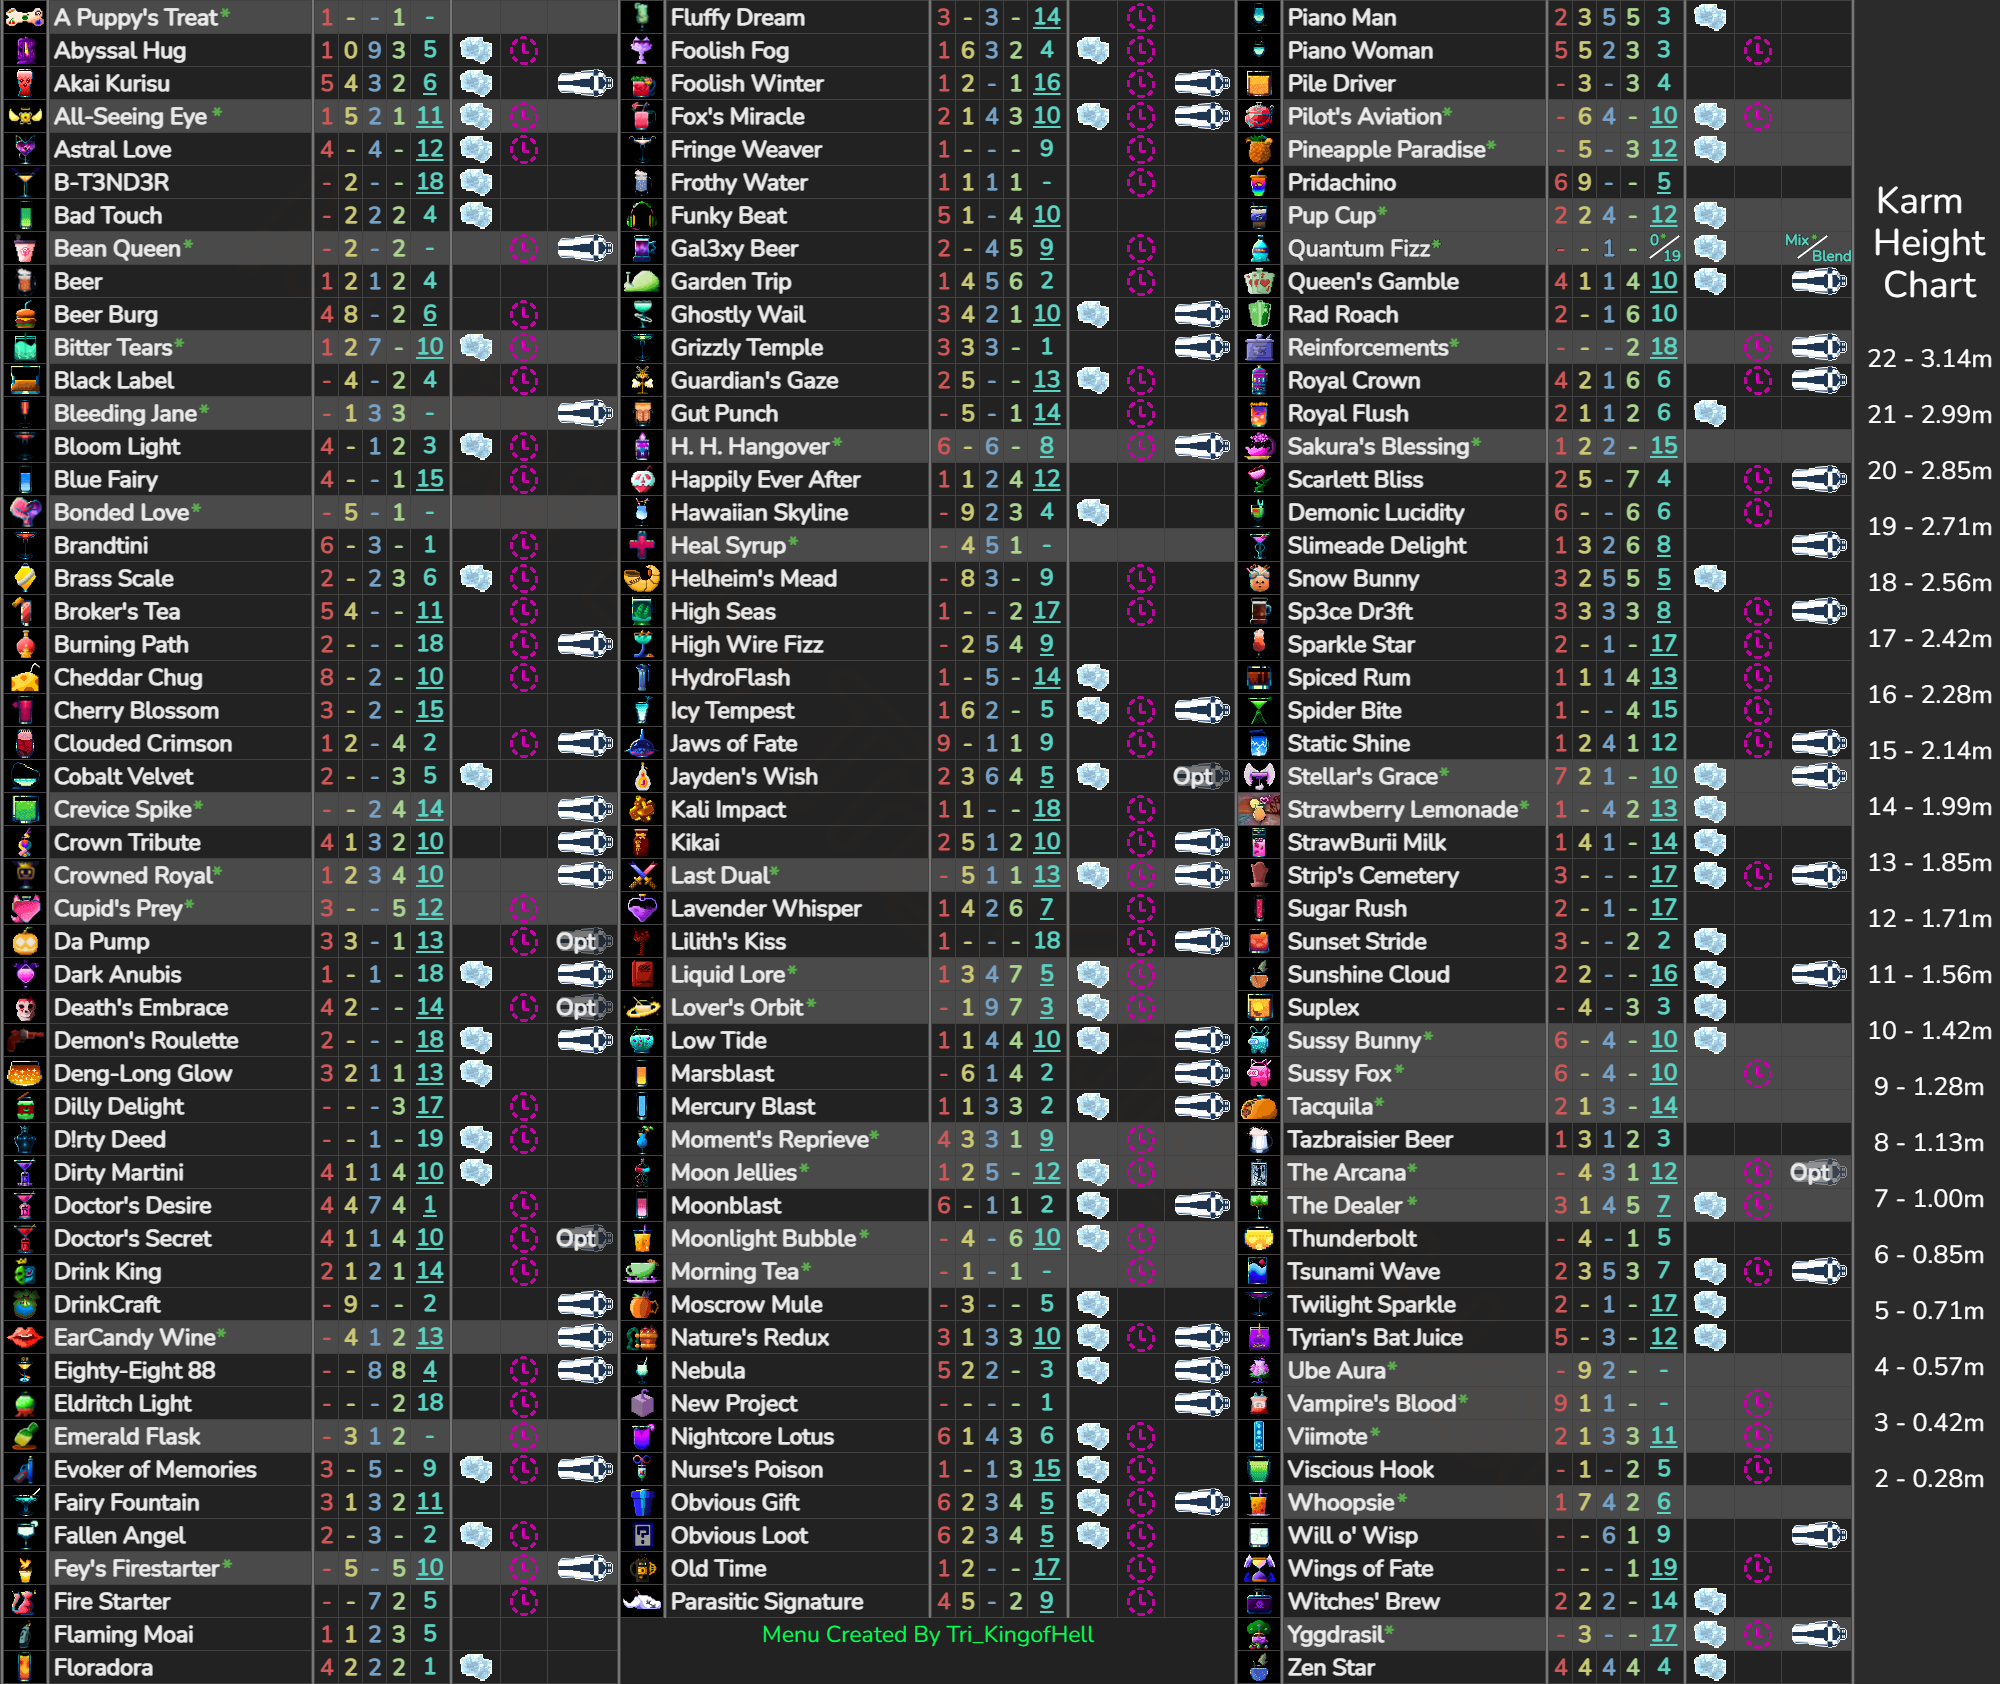 A Puppy's Treat* 1 - - 1 -
Abyssal Hug 1 0 9 3 5
Akai Kurisu 5 4 3 2 6
All-Seeing Eye * 1 5 2 1 11
Astral Love 4 - 4 - 12
B-T3ND3R - 2 - - 18
Bad Touch - 2 2 2 4
Bean Queen* - 2 - 2 -
Beer 1 2 1 2 4
Beer Burg 4 8 - 2 6
Bitter Tears* 1 2 7 - 10
Black Label - 4 - 2 4
Bleeding Jane* - 1 3 3 -
Bloom Light 4 - 1 2 3
Blue Fairy 4 - - 1 15
Bonded Love* - 5 - 1 -
Brandtini 6 - 3 - 1
Brass Scale 2 - 2 3 6
Broker's Tea 5 4 - - 11
Burning Path 2 - - - 18
Cheddar Chug 8 - 2 - 10
Cherry Blossom 3 - 2 - 15
Clouded Crimson 1 2 - 4 2
Cobalt Velvet 2 - - 3 5
Crevice Spike* - - 2 4 14
Crown Tribute 4 1 3 2 10
Crowned Royal* 1 2 3 4 10
Cupid's Prey* 3 - - 5 12
Da Pump 3 3 - 1 13 Opt
Dark Anubis 1 - 1 - 18
Death's Embrace 4 2 - - 14 Opt
Demon's Roulette 2 - - - 18
Deng-Long Glow 3 2 1 1 13
Dilly Delight - - - 3 17
D!rty Deed - - 1 - 19
Dirty Martini 4 1 1 4 10
Doctor's Desire 4 4 7 4 1
Doctor's Secret 4 1 1 4 10 Opt
Drink King 2 1 2 1 14
DrinkCraft - 9 - - 2
EarCandy Wine* - 4 1 2 13
Eighty-Eight 88 - - 8 8 4
Eldritch Light - - - 2 18
Emerald Flask - 3 1 2 -
Evoker of Memories 3 - 5 - 9
Fairy Fountain 3 1 3 2 11
Fallen Angel 2 - 3 - 2
Fey's Firestarter* - 5 - 5 10
Fire Starter - - 7 2 5
Flaming Moai 1 1 2 3 5
Floradora 4 2 2 2 1
Fluffy Dream 3 - 3 - 14
Foolish Fog 1 6 3 2 4
Foolish Winter 1 2 - 1 16
Fox's Miracle 2 1 4 3 10
Fringe Weaver 1 - - - 9
Frothy Water 1 1 1 1 -
Funky Beat 5 1 - 4 10
Gal3xy Beer 2 - 4 5 9
Garden Trip 1 4 5 6 2
Ghostly Wail 3 4 2 1 10
Grizzly Temple 3 3 3 - 1
Guardian's Gaze 2 5 - - 13
Gut Punch - 5 - 1 14
H. H. Hangover* 6 - 6 - 8
Happily Ever After 1 1 2 4 12
Hawaiian Skyline - 9 2 3 4
Heal Syrup* - 4 5 1 -
Helheim's Mead - 8 3 - 9
High Seas 1 - - 2 17
High Wire Fizz - 2 5 4 9
HydroFlash 1 - 5 - 14
Icy Tempest 1 6 2 - 5
Jaws of Fate 9 - 1 1 9
Jayden's Wish 2 3 6 4 5 Opt
Kali Impact 1 1 - - 18
Kikai 2 5 1 2 10
Last Dual* - 5 1 1 13
Lavender Whisper 1 4 2 6 7
Lilith's Kiss 1 - - - 18
Liquid Lore* 1 3 4 7 5
Lover's Orbit* - 1 9 7 3
Low Tide 1 1 4 4 10
Marsblast - 6 1 4 2
Mercury Blast 1 1 3 3 2
Moment's Reprieve* 4 3 3 1 9
Moon Jellies* 1 2 5 - 12
Moonblast 6 - 1 1 2
Moonlight Bubble* - 4 - 6 10
Morning Tea* - 1 - 1 -
Moscrow Mule - 3 - - 5
Nature's Redux 3 1 3 3 10
Nebula 5 2 2 - 3
New Project - - - - 1
Nightcore Lotus 6 1 4 3 6
Nurse's Poison 1 - 1 3 15
Obvious Gift 6 2 3 4 5
Obvious Loot 6 2 3 4 5
Old Time 1 2 - - 17
Parasitic Signature 4 5 - 2 9
Menu Created By Tri_KingofHell
Piano Man 2 3 5 5 3
Piano Woman 5 5 2 3 3
Pile Driver - 3 - 3 4
Pilot's Aviation* - 6 4 - 10
Pineapple Paradise* - 5 - 3 12
Pridachino 6 9 - - 5
Pup Cup* 2 2 4 - 12
Quantum Fizz* - - 1 - 0*/19 Mix*/Blend
Queen's Gamble 4 1 1 4 10
Rad Roach 2 - 1 6 10
Reinforcements* - - - 2 18
Royal Crown 4 2 1 6 6
Royal Flush 2 1 1 2 6
Sakura's Blessing* 1 2 2 - 15
Scarlett Bliss 2 5 - 7 4
Demonic Lucidity 6 - - 6 6
Slimeade Delight 1 3 2 6 8
Snow Bunny 3 2 5 5 5
Sp3ce Dr3ft 3 3 3 3 8
Sparkle Star 2 - 1 - 17
Spiced Rum 1 1 1 4 13
Spider Bite 1 - - 4 15
Static Shine 1 2 4 1 12
Stellar's Grace* 7 2 1 - 10
Strawberry Lemonade* 1 - 4 2 13
StrawBurii Milk 1 4 1 - 14
Strip's Cemetery 3 - - - 17
Sugar Rush 2 - 1 - 17
Sunset Stride 3 - - 2 2
Sunshine Cloud 2 2 - - 16
Suplex - 4 - 3 3
Sussy Bunny* 6 - 4 - 10
Sussy Fox* 6 - 4 - 10
Tacquila* 2 1 3 - 14
Tazbraisier Beer 1 3 1 2 3
The Arcana* - 4 3 1 12 Opt
The Dealer * 3 1 4 5 7
Thunderbolt - 4 - 1 5
Tsunami Wave 2 3 5 3 7
Twilight Sparkle 2 - 1 - 17
Tyrian's Bat Juice 5 - 3 - 12
Ube Aura* - 9 2 - -
Vampire's Blood* 9 1 1 - -
Viimote* 2 1 3 3 11
Viscious Hook - 1 - 2 5
Whoopsie* 1 7 4 2 6
Will o' Wisp - - 6 1 9
Wings of Fate - - - 1 19
Witches' Brew 2 2 2 - 14
Yggdrasil* - 3 - - 17
Zen Star 4 4 4 4 4
Karm
Height
Chart
22 - 3.14m
21 - 2.99m
20 - 2.85m
19 - 2.71m
18 - 2.56m
17 - 2.42m
16 - 2.28m
15 - 2.14m
14 - 1.99m
13 - 1.85m
12 - 1.71m
11 - 1.56m
10 - 1.42m
9 - 1.28m
8 - 1.13m
7 - 1.00m
6 - 0.85m
5 - 0.71m
4 - 0.57m
3 - 0.42m
2 - 0.28m